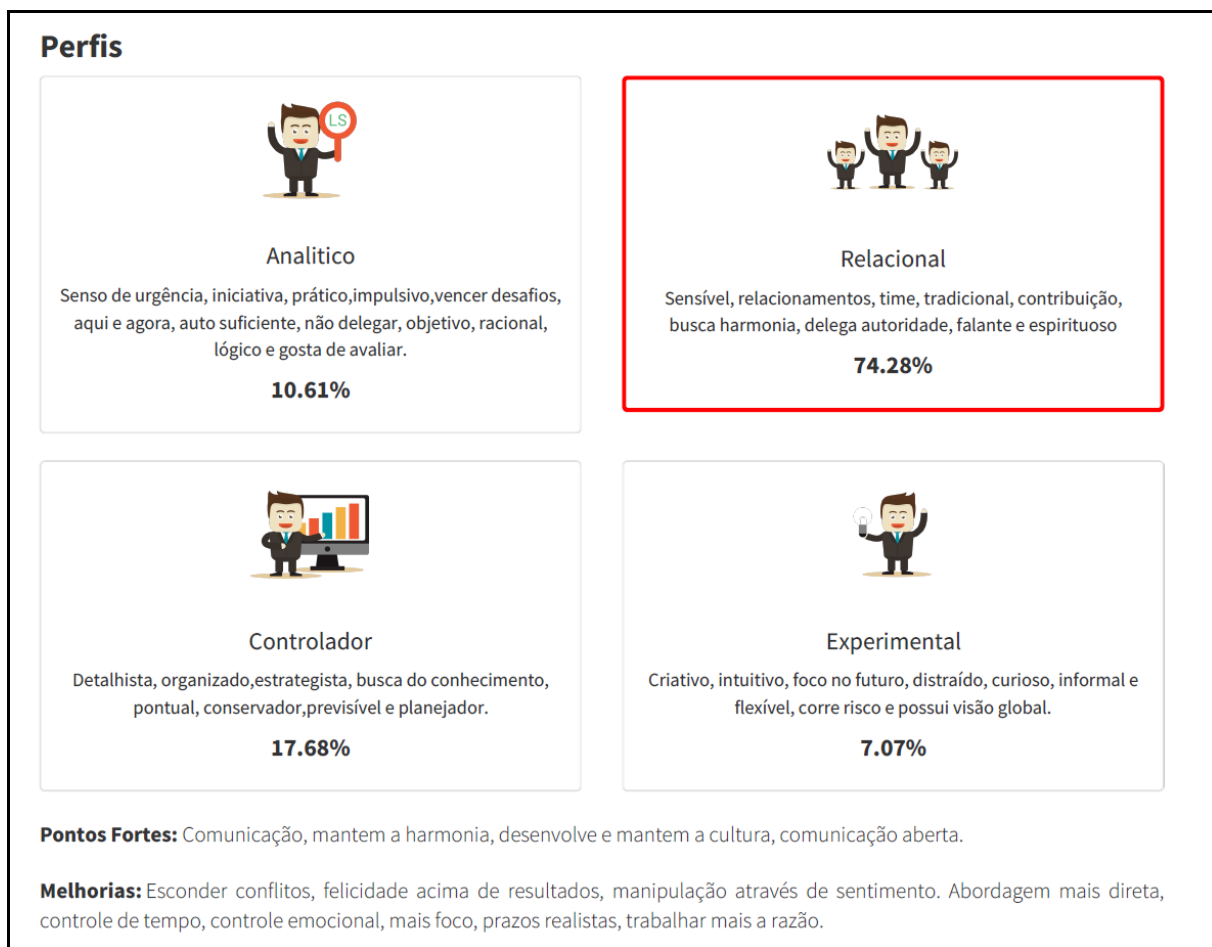 Perfis
LS
Analitico
Senso de urgência, iniciativa, prático,impulsivo,vencer desafios,
aqui e agora, auto suficiente, não delegar, objetivo, racional,
lógico e gosta de avaliar.
10.61%
Relacional
Sensível, relacionamentos, time, tradicional, contribuição,
busca harmonia, delega autoridade, falante e espirituoso
74.28%
Controlador
Detalhista, organizado,estrategista, busca do conhecimento,
pontual, conservador,previsível e planejador.
17.68%
Experimental
Criativo, intuitivo, foco no futuro, distraído, curioso, informal e
flexível, corre risco e possui visão global.
7.07%
Pontos Fortes: Comunicação, mantem a harmonia, desenvolve e mantem a cultura, comunicação aberta.
Melhorias: Esconder conflitos, felicidade acima de resultados, manipulação através de sentimento. Abordagem mais direta,
controle de tempo, controle emocional, mais foco, prazos realistas, trabalhar mais a razão.